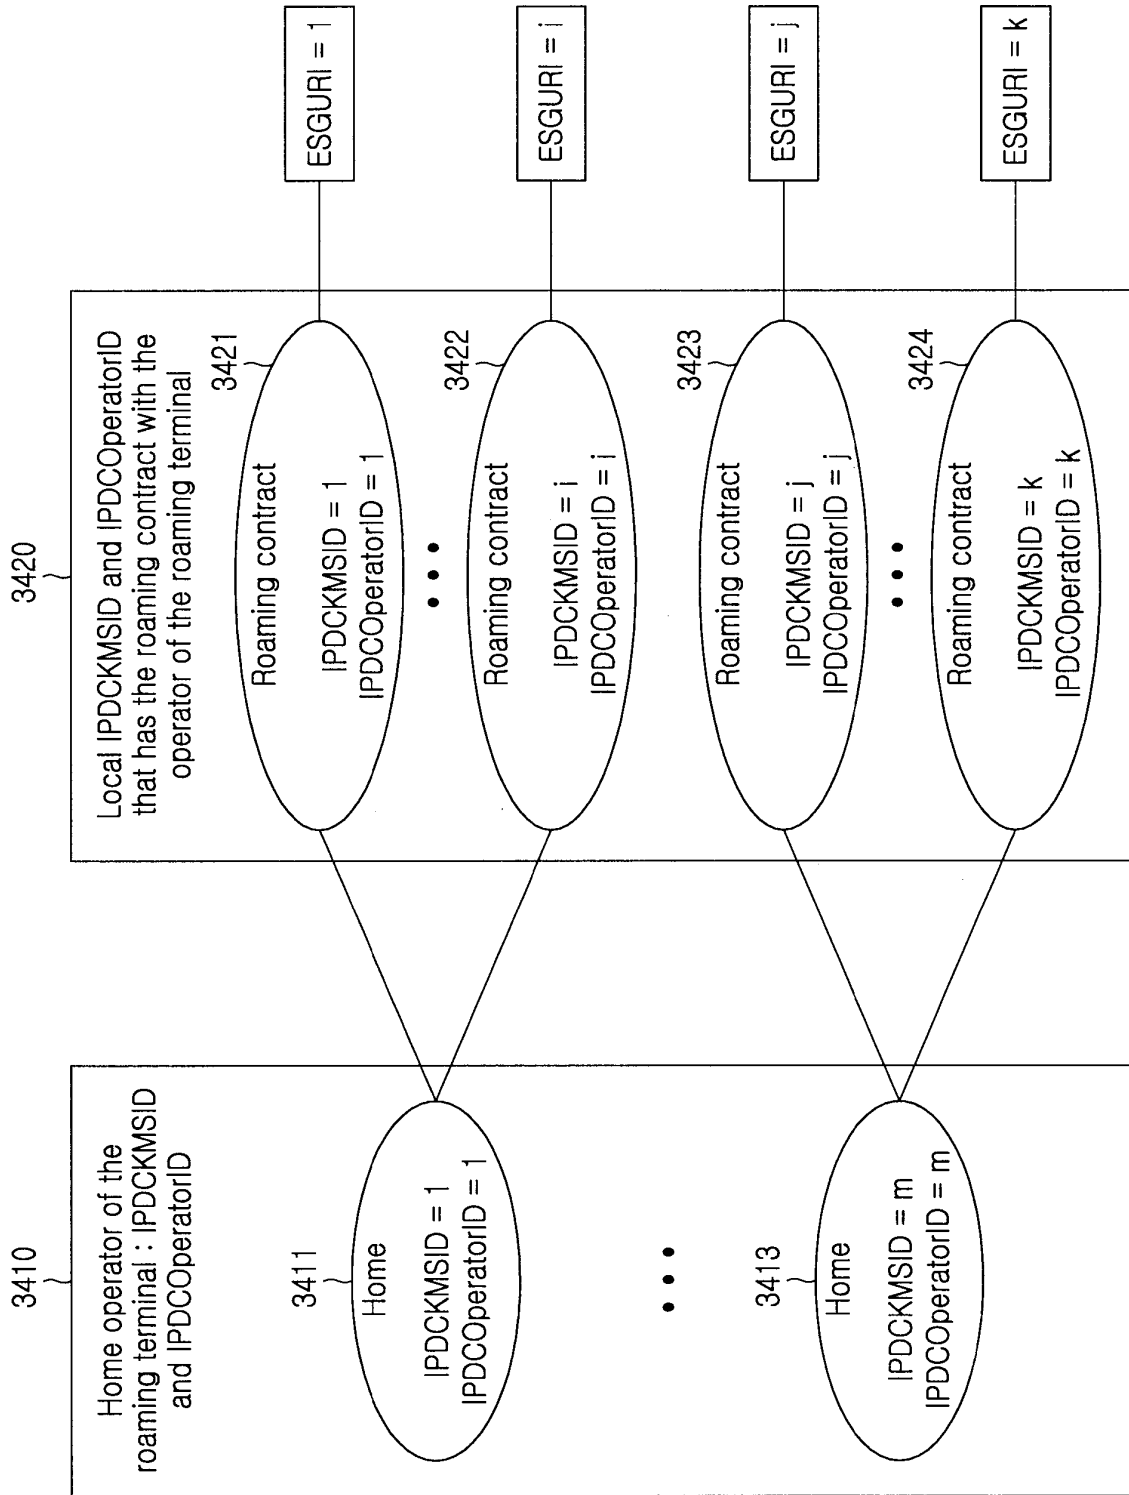 3410
Home operator of the
roaming terminal : IPDCKMSID
and IPDCOperatorID
3411
Home
IPDCKMSID = 1
IPDCOperatorID = 1
3413
Home
IPDCKMSID = m
IPDCOperatorID = m
3420
Local IPDCKMSID and IPDCOperatorID
that has the roaming contract with the
operator of the roaming terminal
3421
Roaming contract
IPDCKMSID = 1
IPDCOperatorID = 1
3422
Roaming contract
IPDCKMSID = i
IPDCOperatorID = i
3423
Roaming contract
IPDCKMSID = j
IPDCOperatorID = j
3424
Roaming contract
IPDCKMSID = k
IPDCOperatorID = k
ESGURI = 1
ESGURI = i
ESGURI = j
ESGURI = k